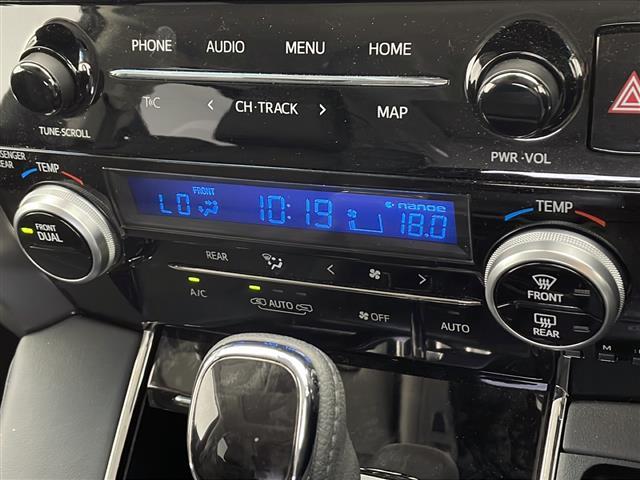 PHONE AUDIO MENU HOME
CH·TRACK MAP
TUNE·SCROLL
PWR·VOL
TEMP
FRONT
LO 10:19 nanoe 18.0
TEMP
FRONT
DUAL
REAR
FRONT
REAR
A/C AUTO OFF AUTO
M